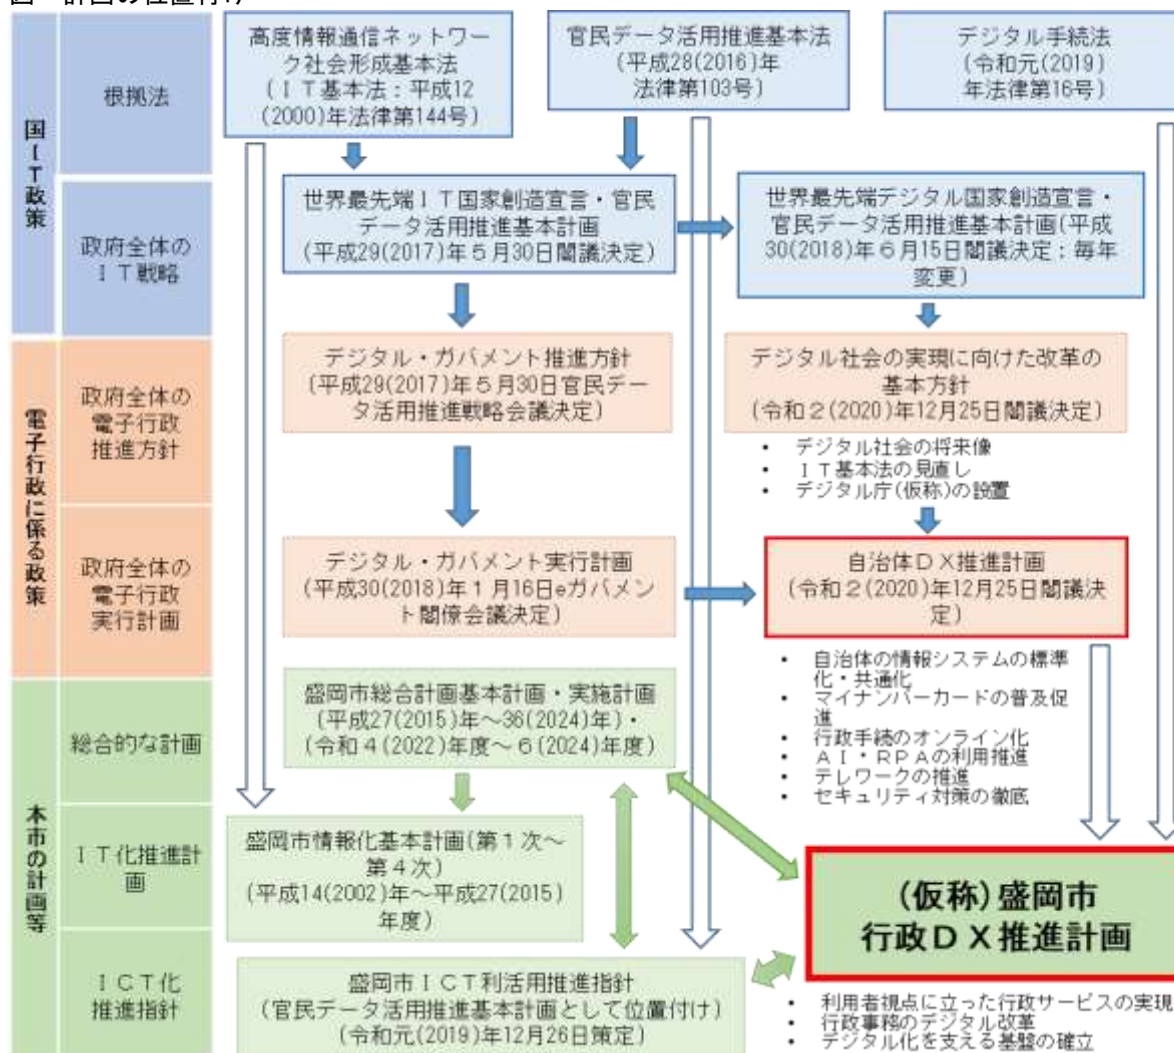 図 計画の位置付け
国IT政策
根拠法
高度情報通信ネットワー
ク社会形成基本法
(IT基本法：平成12
(2000)年法律第144号)
官民データ活用推進基本法
(平成28(2016)年
法律第103号)
デジタル手続法
(令和元(2019)
年法律第16号)
政府全体の
IT戦略
世界最先端IT国家創造宣言・官民
データ活用推進基本計画
(平成29(2017)年5月30日閣議決定)
世界最先端デジタル国家創造宣言・
官民データ活用推進基本計画(平成
30(2018)年6月15日閣議決定：毎年
変更)
電子行政に係る政策
政府全体の
電子行政
推進方針
デジタル・ガバメント推進方針
(平成29(2017)年5月30日官民デー
タ活用推進戦略会議決定)
デジタル社会の実現に向けた改革の
基本方針
(令和2(2020)年12月25日閣議決定)
• デジタル社会の将来像
• IT基本法の見直し
• デジタル庁(仮称)の設置
政府全体の
電子行政
実行計画
デジタル・ガバメント実行計画
(平成30(2018)年1月16日eガバメン
ト閣僚会議決定)
自治体DX推進計画
(令和2(2020)年12月25日閣議決
定)
• 自治体の情報システムの標準
化・共通化
• マイナンバーカードの普及促
進
• 行政手続のオンライン化
• AI・RPAの利用推進
• テレワークの推進
• セキュリティ対策の徹底
本市の計画等
総合的な計画
盛岡市総合計画基本計画・実施計画
(平成27(2015)年～36(2024)年)・
(令和4(2022)年度～6(2024)年度)
IT化推進計
画
盛岡市情報化基本計画(第1次～
第4次)
(平成14(2002)年～平成27(2015)
年度)
(仮称)盛岡市
行政DX推進計画
ICT化
推進指針
盛岡市ICT利活用推進指針
(官民データ活用推進基本計画として位置付け)
(令和元(2019)年12月26日策定)
• 利用者視点に立った行政サービスの実現
• 行政事務のデジタル改革
• デジタル化を支える基盤の確立